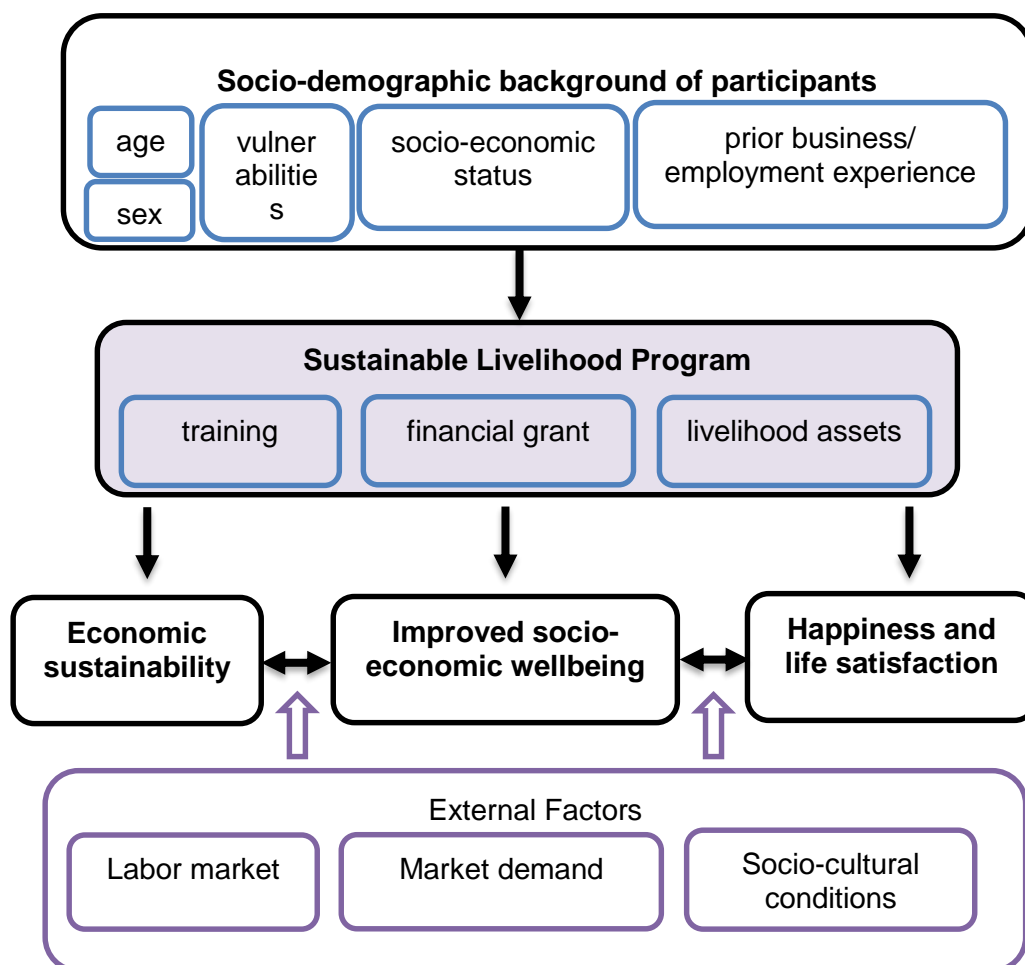 Socio-demographic background of participants
age
sex
vulner
abilitie
s
socio-economic
status
prior business/
employment experience
Sustainable Livelihood Program
training
financial grant
livelihood assets
Economic
sustainability
Improved socio-
economic wellbeing
Happiness and
life satisfaction
External Factors
Labor market
Market demand
Socio-cultural
conditions